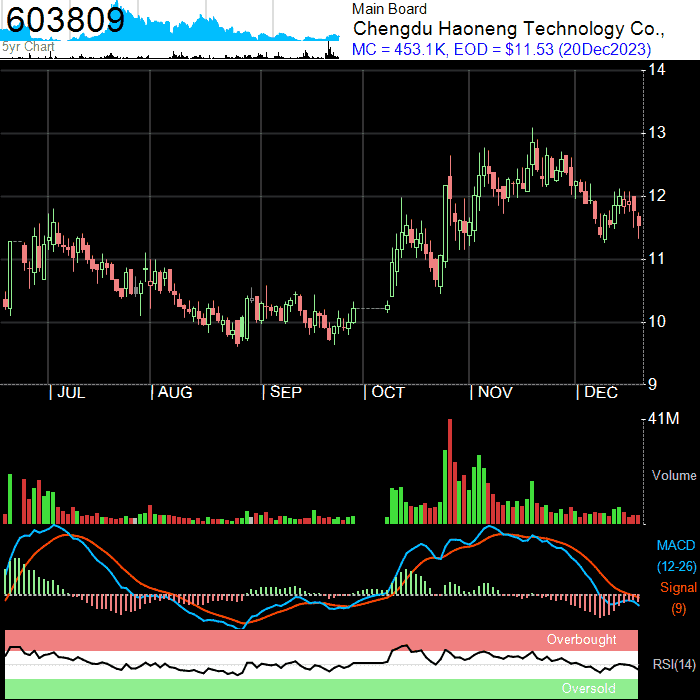 603809
5yr Chart
Main Board
Chengdu Haoneng Technology Co.,
MC = 453.1K, EOD = $11.53 (20Dec2023)
14
13
12
11
10
9
| JUL | AUG | SEP | OCT | NOV | DEC
41M
Volume
MACD
(12-26)
Signal
(9)
Overbought
RSI(14)
Oversold